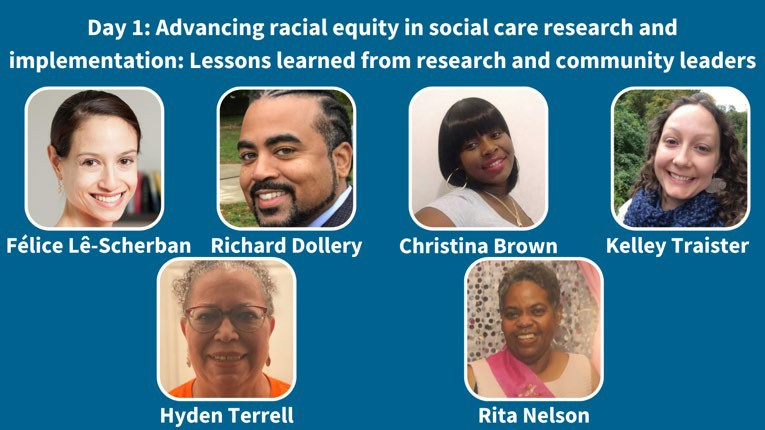 Day 1: Advancing racial equity in social care research and
implementation: Lessons learned from research and community leaders
Félice Lê-Scherban
Richard Dollery
Christina Brown
Kelley Traister
Hyden Terrell
Rita Nelson